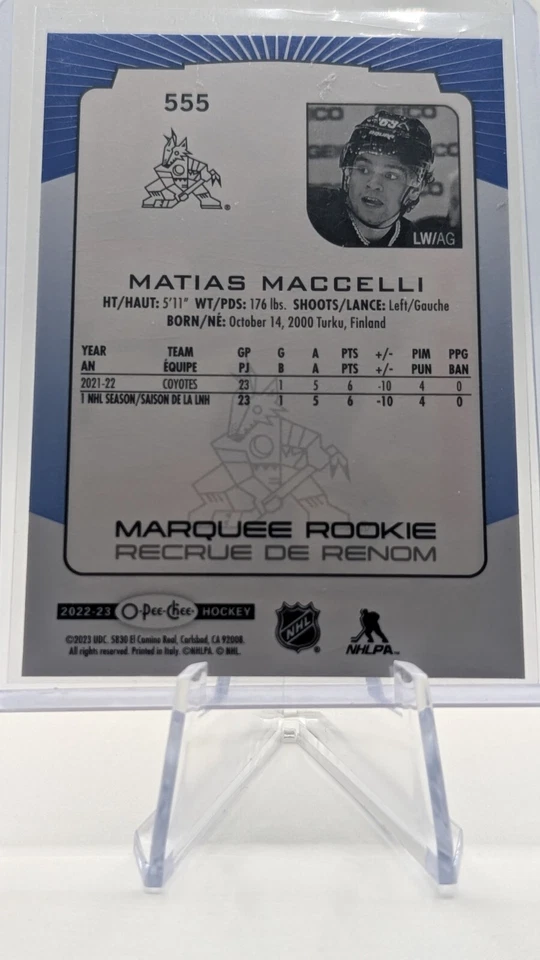 555
GEICO
63
LW/AG
MATIAS MACCELLI
HT/HAUT: 5'11" WT/PDS: 176 lbs. SHOOTS/LANCE: Left/Gauche
BORN/NÉ: October 14, 2000 Turku, Finland
YEAR TEAM GP G A PTS +/- PIM PPG
AN ÉQUIPE PJ B A PTS +/- PUN BAN
2021-22 COYOTES 23 1 5 6 -10 4 0
1 NHL SEASON/SAISON DE LA LNH 23 1 5 6 -10 4 0
MARQUEE ROOKIE
RECRUE DE RENOM
2022-23 O-Pee-Chee HOCKEY
©2023 UDC. 5830 El Camino Real, Carlsbad, CA 92008.
All rights reserved. Printed in Italy. ©NHLPA. © NHL.
NHL
NHLPA